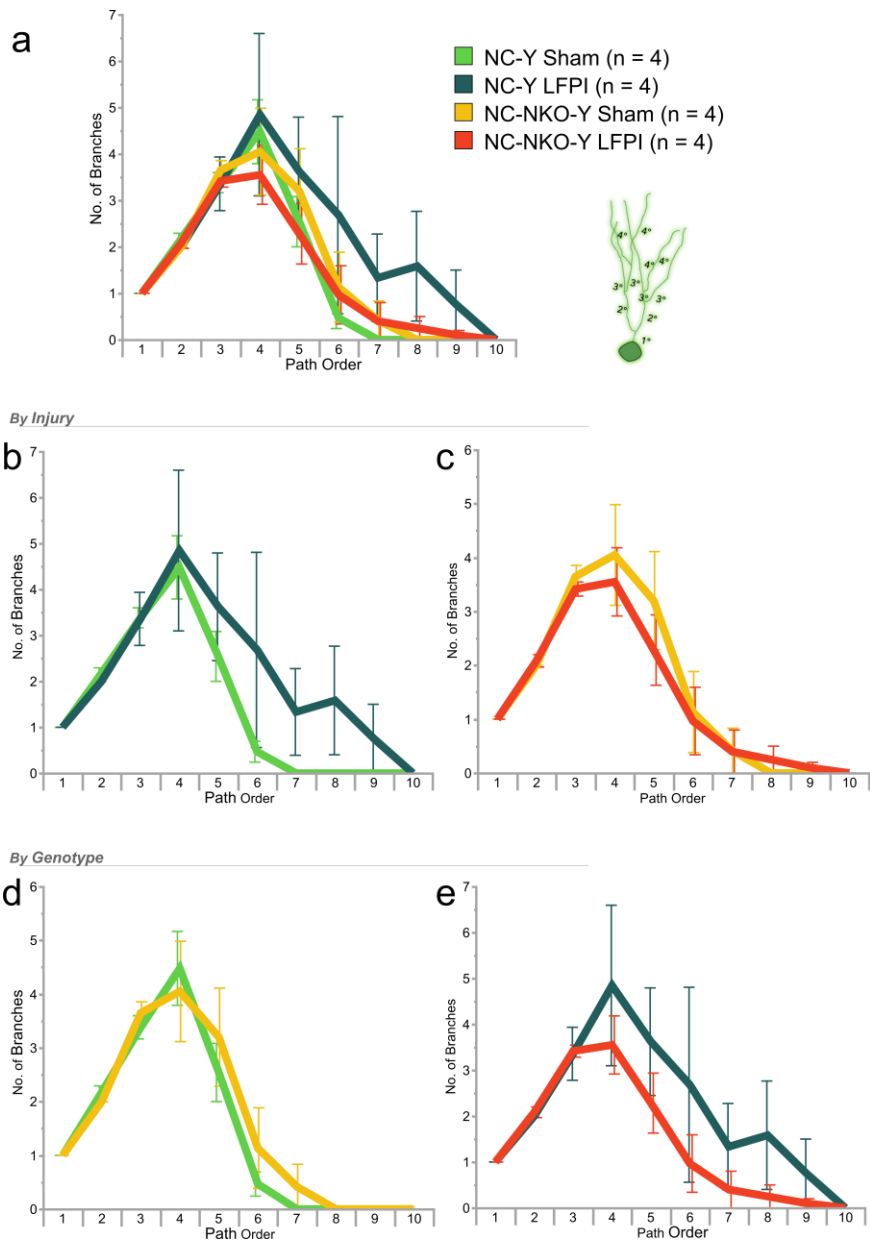 a
7
6
5
4
3
2
1
0
No. of Branches
1 2 3 4 5 6 7 8 9 10
Path Order
NC-Y Sham (n = 4)
NC-Y LFPI (n = 4)
NC-NKO-Y Sham (n = 4)
NC-NKO-Y LFPI (n = 4)
4° 4°
4° 4°
3° 3° 3° 3°
2° 2°
1°
By Injury
b
7
6
5
4
3
2
1
0
No. of Branches
1 2 3 4 5 6 7 8 9 10
Path Order
c
6
5
4
3
2
1
0
No. of Branches
1 2 3 4 5 6 7 8 9 10
Path Order
By Genotype
d
6
5
4
3
2
1
0
No. of Branches
1 2 3 4 5 6 7 8 9 10
Path Order
e
7
6
5
4
3
2
1
0
No. of Branches
1 2 3 4 5 6 7 8 9 10
Path Order